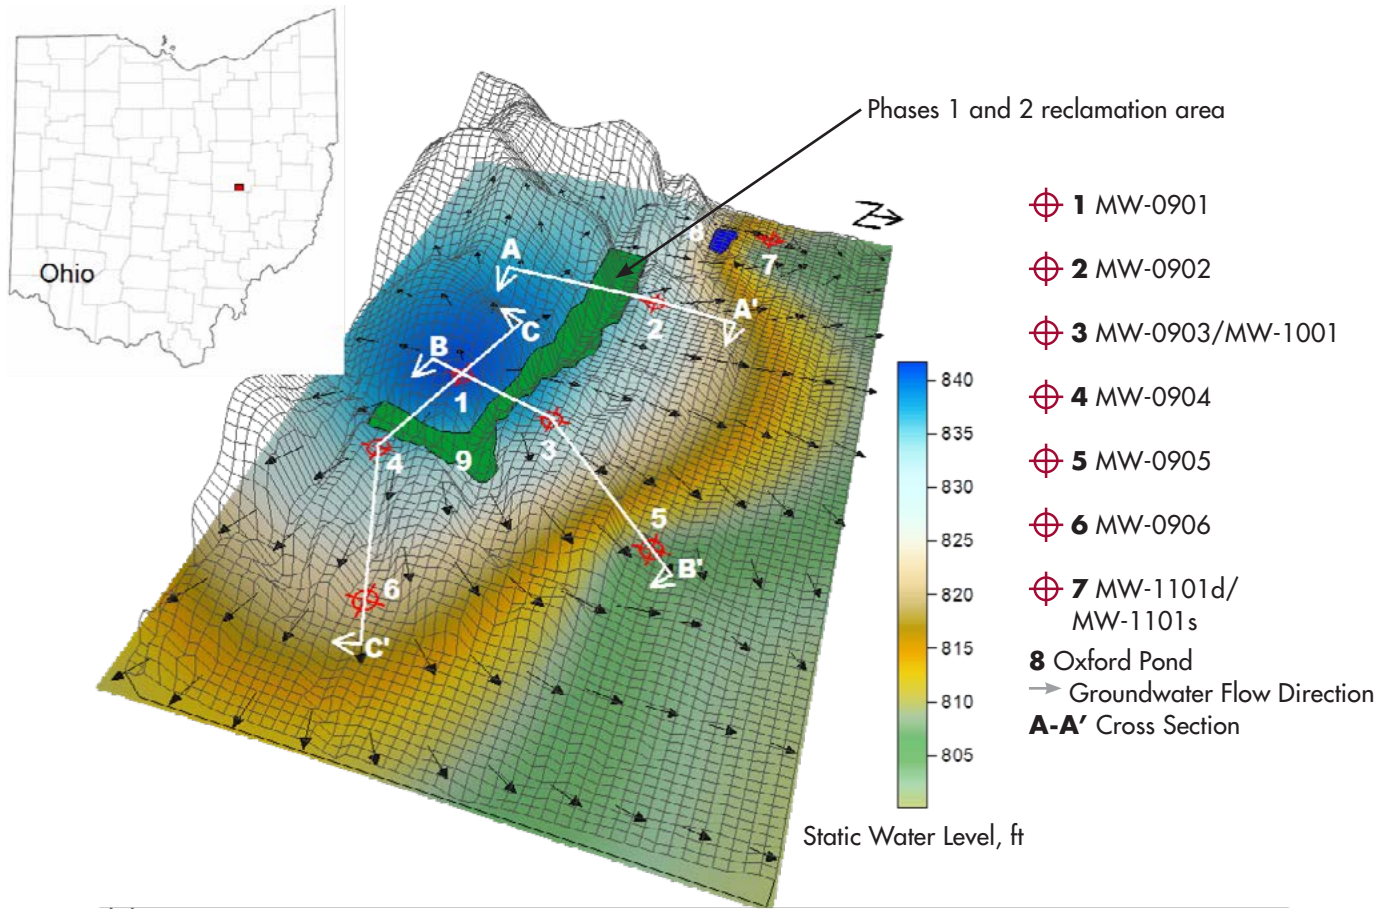 Ohio
Phases 1 and 2 reclamation area
Z
A
A'
B
B'
C
C'
1
2
3
4
5
6
7
8
9
840
835
830
825
820
815
810
805
Static Water Level, ft
1 MW-0901
2 MW-0902
3 MW-0903/MW-1001
4 MW-0904
5 MW-0905
6 MW-0906
7 MW-1101d/
MW-1101s
8 Oxford Pond
Groundwater Flow Direction
A-A′ Cross Section